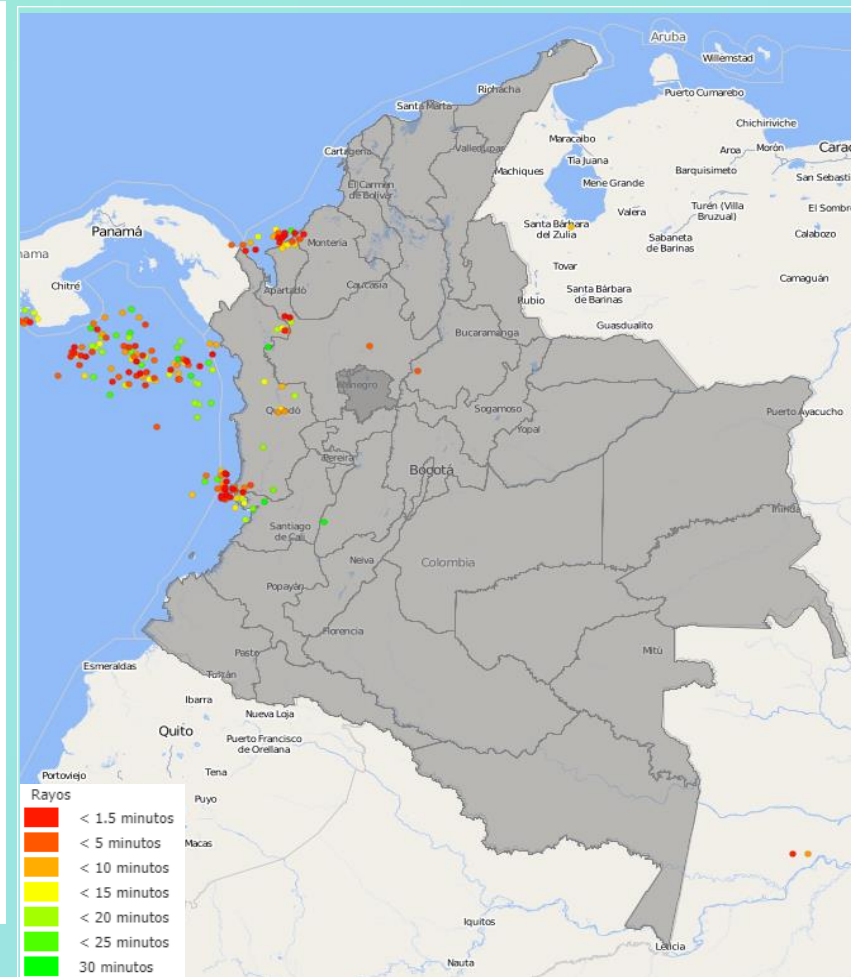 Aruba
Willemstad
Riohacha
Puerto Cumarebo
Santa Marta
Chichiriviche
Cartagena
Valledupar
Maracaibo
Aroa
Morón
Carac
Tia Juana
Machiques
Barquisimeto
San Sebasti
El Carmen
de Bolívar
Mene Grande
Turén (Villa
Bruzual)
Valera
El Sombre
Panamá
Santa Bárbara
del Zulia
Montería
Sabaneta
de Barinas
Calabozo
nama
Tovar
Chitré
Apartadó
Caucasia
Camaguán
Rubio
Santa Bárbara
de Barinas
Guasdualito
Bucaramanga
Quibdó
Sogamoso
Puerto Ayacucho
Yopal
Pereira
Bogotá
Santiago
de Cali
Neiva
Colombia
Popayán
Florencia
Pasto
Mitú
Esmeraldas
Ibarra
Nueva Loja
Quito
Puerto Francisco
de Orellana
Portoviejo
Tena
Puyo
Macas
Iquitos
Nauta
Leticia
Rayos
< 1.5 minutos
< 5 minutos
< 10 minutos
< 15 minutos
< 20 minutos
< 25 minutos
30 minutos